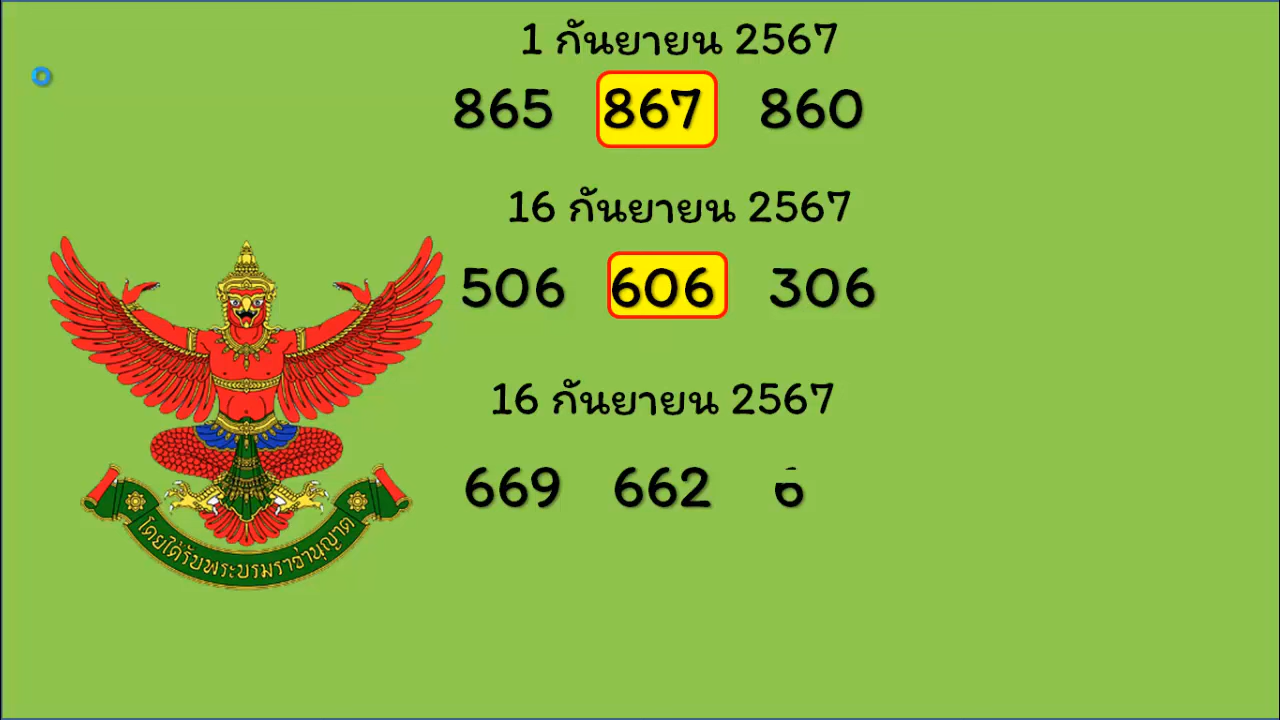 1 กันยายน 2567
865 867 860
16 กันยายน 2567
506 606 306
16 กันยายน 2567
669 662
โดยได้รับพระบรมราชานุญาต